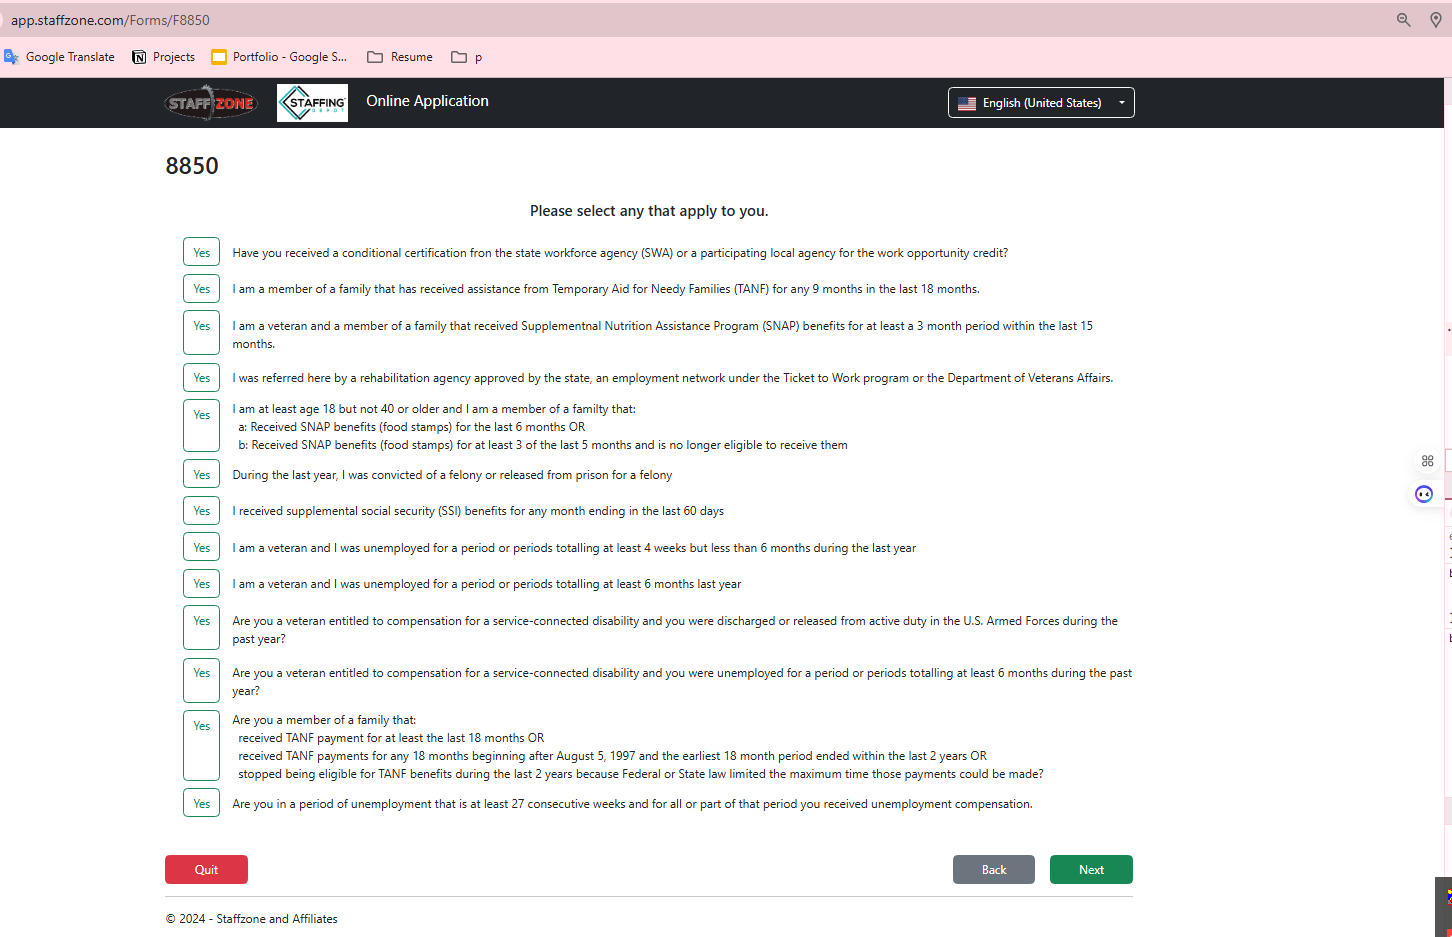 app.staffzone.com/Forms/F8850
Google Translate Projects Portfolio - Google S... Resume p
STAFF ZONE STAFFING DEPOT Online Application English (United States)
8850
Please select any that apply to you.
Yes Have you received a conditional certification fron the state workforce agency (SWA) or a participating local agency for the work opportunity credit?
Yes I am a member of a family that has received assistance from Temporary Aid for Needy Families (TANF) for any 9 months in the last 18 months.
Yes I am a veteran and a member of a family that received Supplementnal Nutrition Assistance Program (SNAP) benefits for at least a 3 month period within the last 15
months.
Yes I was referred here by a rehabilitation agency approved by the state, an employment network under the Ticket to Work program or the Department of Veterans Affairs.
Yes I am at least age 18 but not 40 or older and I am a member of a familty that:
a: Received SNAP benefits (food stamps) for the last 6 months OR
b: Received SNAP benefits (food stamps) for at least 3 of the last 5 months and is no longer eligible to receive them
Yes During the last year, I was convicted of a felony or released from prison for a felony
Yes I received supplemental social security (SSI) benefits for any month ending in the last 60 days
Yes I am a veteran and I was unemployed for a period or periods totalling at least 4 weeks but less than 6 months during the last year
Yes I am a veteran and I was unemployed for a period or periods totalling at least 6 months last year
Yes Are you a veteran entitled to compensation for a service-connected disability and you were discharged or released from active duty in the U.S. Armed Forces during the
past year?
Yes Are you a veteran entitled to compensation for a service-connected disability and you were unemployed for a period or periods totalling at least 6 months during the past
year?
Yes Are you a member of a family that:
received TANF payment for at least the last 18 months OR
received TANF payments for any 18 months beginning after August 5, 1997 and the earliest 18 month period ended within the last 2 years OR
stopped being eligible for TANF benefits during the last 2 years because Federal or State law limited the maximum time those payments could be made?
Yes Are you in a period of unemployment that is at least 27 consecutive weeks and for all or part of that period you received unemployment compensation.
Quit Back Next
© 2024 - Staffzone and Affiliates